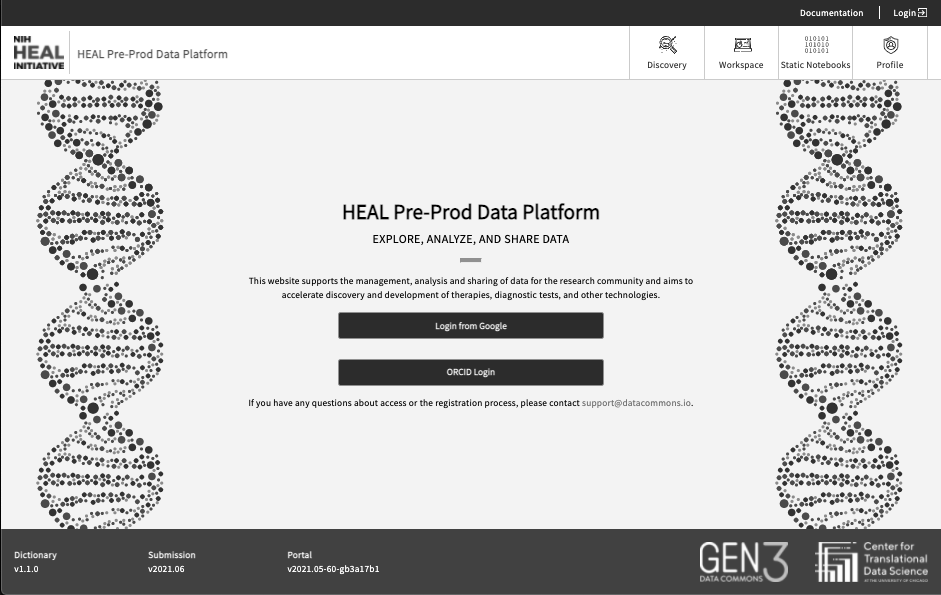 Documentation
Login
NIH
HEAL
INITIATIVE
HEAL Pre-Prod Data Platform
Discovery
Workspace
010101
101010
010101
Static Notebooks
Profile
HEAL Pre-Prod Data Platform
EXPLORE, ANALYZE, AND SHARE DATA
This website supports the management, analysis and sharing of data for the research community and aims to
accelerate discovery and development of therapies, diagnostic tests, and other technologies.
Login from Google
ORCID Login
If you have any questions about access or the registration process, please contact support@datacommons.io.
Dictionary
v1.1.0
Submission
v2021.06
Portal
v2021.05-60-gb3a17b1
GEN3
DATA COMMONS
Center for
Translational
Data Science
AT THE UNIVERSITY OF CHICAGO